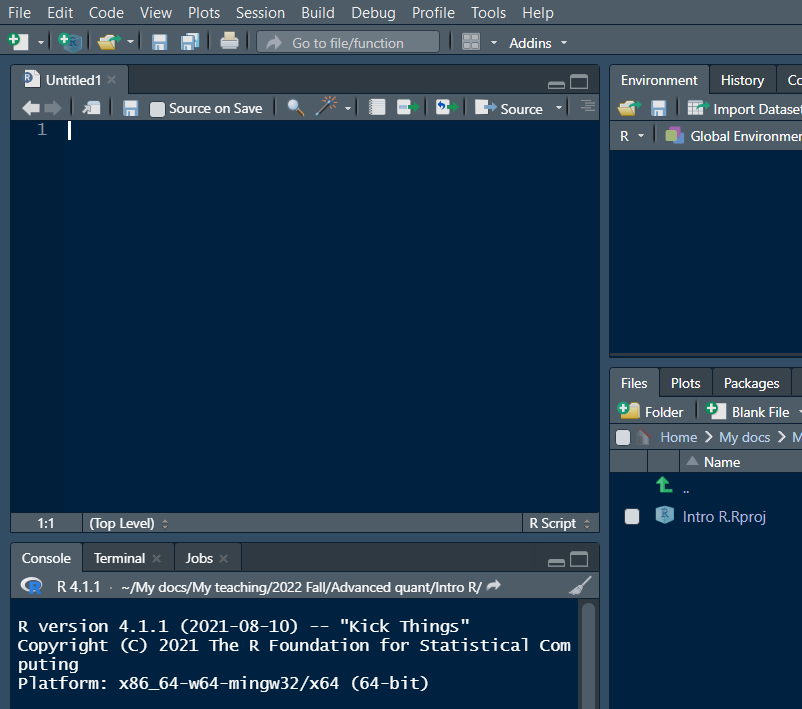 File Edit Code View Plots Session Build Debug Profile Tools Help
Go to file/function Addins
Untitled1
Source on Save Source
1
1:1 (Top Level) R Script
Console Terminal Jobs
R 4.1.1 · ~/My docs/My teaching/2022 Fall/Advanced quant/Intro R/
R version 4.1.1 (2021-08-10) -- "Kick Things"
Copyright (C) 2021 The R Foundation for Statistical Com
puting
Platform: x86_64-w64-mingw32/x64 (64-bit)
Environment History Co
Import Dataset
R Global Environmen
Files Plots Packages
Folder Blank File
Home My docs M
Name
..
Intro R.Rproj